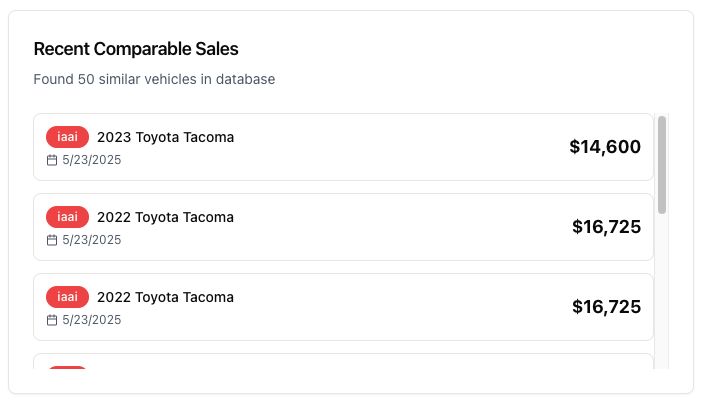 Recent Comparable Sales
Found 50 similar vehicles in database
iaai 2023 Toyota Tacoma
$14,600
5/23/2025
iaai 2022 Toyota Tacoma
$16,725
5/23/2025
iaai 2022 Toyota Tacoma
$16,725
5/23/2025